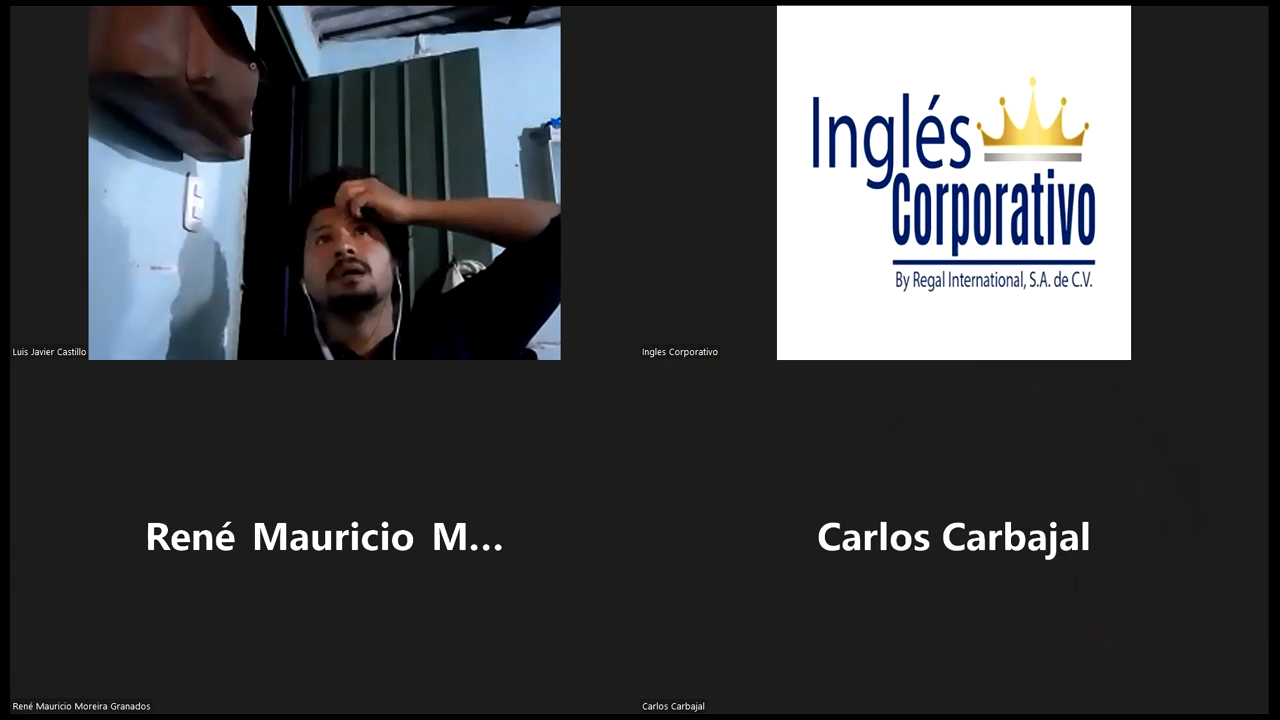 Inglés
Corporativo
By Regal International, S.A. de C.V.
Luis Javier Castillo
Ingles Corporativo
René Mauricio M...
Carlos Carbajal
René Mauricio Moreira Granados
Carlos Carbajal